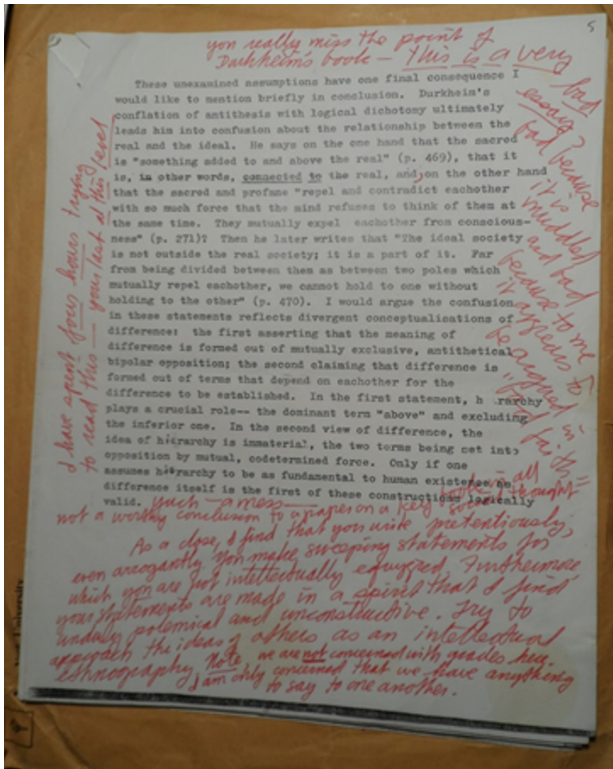 5
you really miss the point of
Durkheim's book — This is a very
bad
essay?
bad because
it is
muddled
and bad
because to me
it appears to
be argued in
"
faith"
These unexamined assumptions have one final consequence I
would like to mention briefly in conclusion. Durkheim's
conflation of antithesis with logical dichotomy ultimately
leads him into confusion about the relationship between the
real and the ideal. He says on the one hand that the sacred
is "something added to and above the real" (p. 469), that it
is, in other words, connected to the real, and, on the other hand
that the sacred and profane "repel and contradict eachother
with so much force that the mind refuses to think of them at
the same time. They mutually expel eachother from conscious-
ness" (p. 271)? Then he later writes that "The ideal society
is not outside the real society; it is a part of it. Far
from being divided between them as between two poles which
mutually repel eachother, we cannot hold to one without
holding to the other" (p. 470). I would argue the confusion
in these statements reflects divergent conceptualisations of
difference: the first asserting that the meaning of
difference is formed out of mutually exclusive, antithetical
bipolar opposition; the second claiming that difference is
formed out of terms that depend on eachother for the
difference to be established. In the first statement, h rarchy
plays a crucial role-- the dominant term "above" and excluding
the inferior one. In the second view of difference, the
idea of hierarchy is immaterial, the two terms being set into
opposition by mutual, codetermined force. Only if one
assumes hierarchy to be as fundamental to human existence as
difference itself is the first of these constructions logically
valid.
I have spent four hours trying
to read this — your last at this level
such a mess —
not a worthy conclusion to a paper on a key book in all
social thought
As a close, I find that you write pretentiously,
even arrogantly. You make sweeping statements for
which you are not intellectually equipped. Furthermore
your statements are made in a spirit that I find
unduly polemical and unconstructive. Try to
approach the ideas of others as an intellectual
ethnography. Note we are not concerned with grades here.
I am only concerned that we have anything
to say to one another.
University